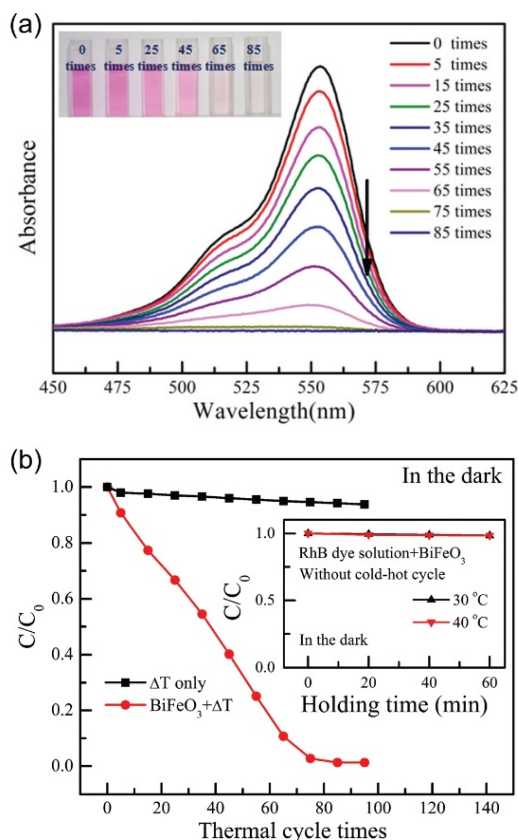 (a)
0 5 25 45 65 85
times times times times times times
0 times
5 times
15 times
25 times
35 times
45 times
55 times
65 times
75 times
85 times
Absorbance
450 475 500 525 550 575 600 625
Wavelength(nm)
(b)
In the dark
1.0
0.8
0.6
0.4
0.2
0.0
C/C₀
ΔT only
BiFeO₃+ΔT
1.0
0.5
0.0
C/C₀
RhB dye solution+BiFeO₃
Without cold-hot cycle
30 °C
40 °C
In the dark
0 20 40 60
Holding time (min)
0 20 40 60 80 100 120 140
Thermal cycle times